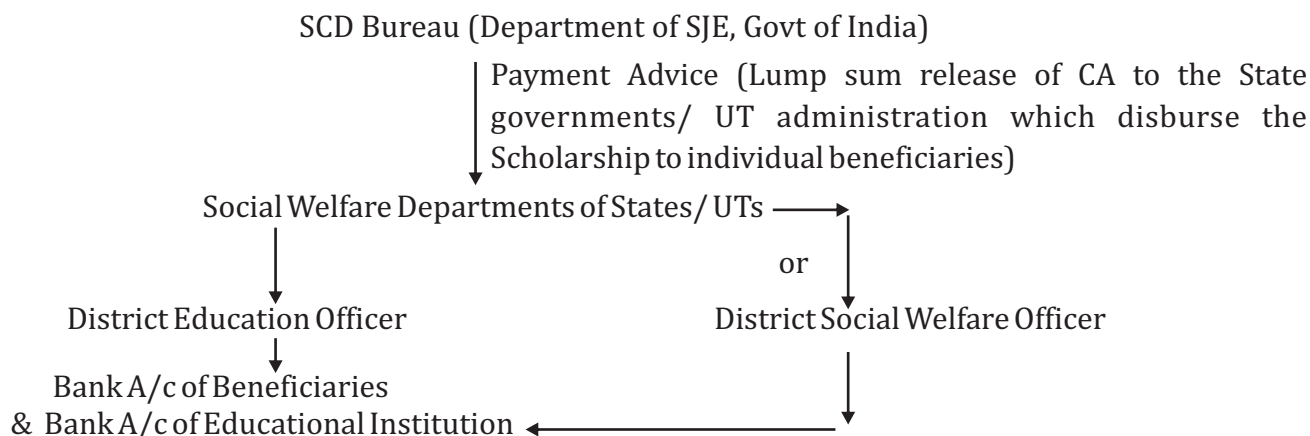 SCD Bureau (Department of SJE, Govt of India)
Payment Advice (Lump sum release of CA to the State
governments/ UT administration which disburse the
Scholarship to individual beneficiaries)
Social Welfare Departments of States/ UTs
or
District Education Officer
District Social Welfare Officer
Bank A/c of Beneficiaries
& Bank A/c of Educational Institution